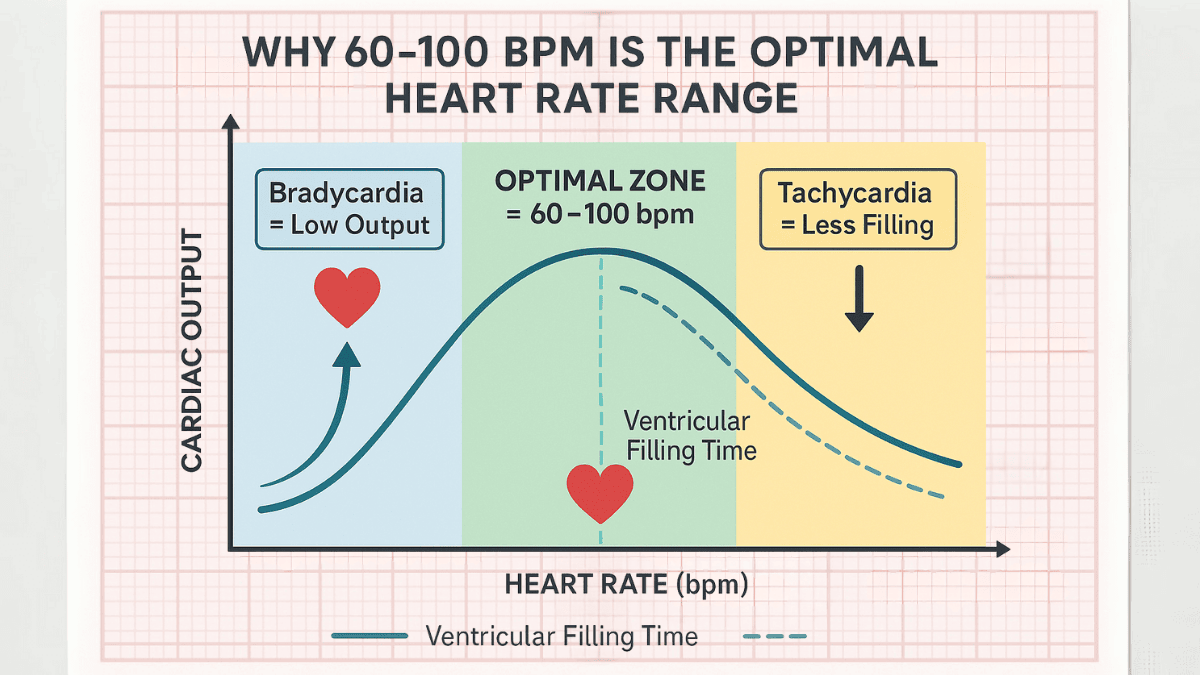 WHY 60–100 BPM IS THE OPTIMAL
HEART RATE RANGE
Bradycardia
= Low Output
OPTIMAL ZONE
= 60–100 bpm
Tachycardia
= Less Filling
CARDIAC OUTPUT
Ventricular
Filling Time
HEART RATE (bpm)
Ventricular Filling Time